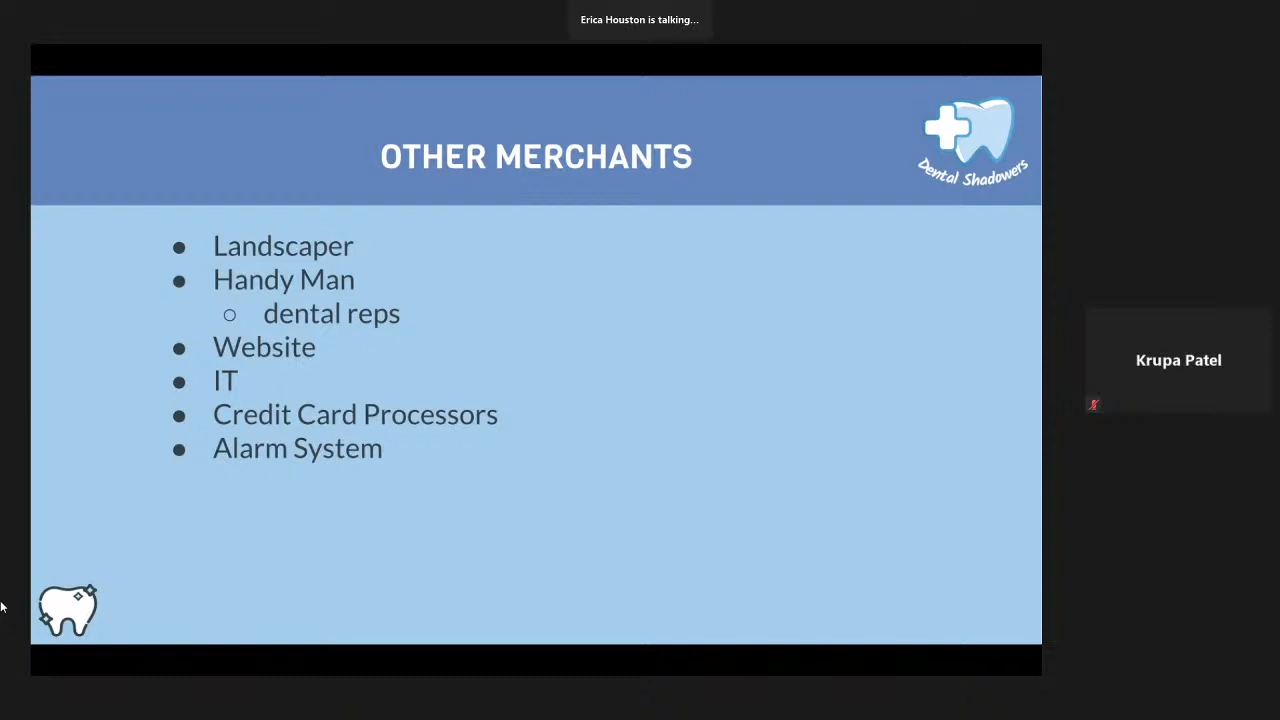 Erica Houston is talking...
OTHER MERCHANTS
Dental Shadowers
● Landscaper
● Handy Man
○ dental reps
● Website
● IT
● Credit Card Processors
● Alarm System
Krupa Patel